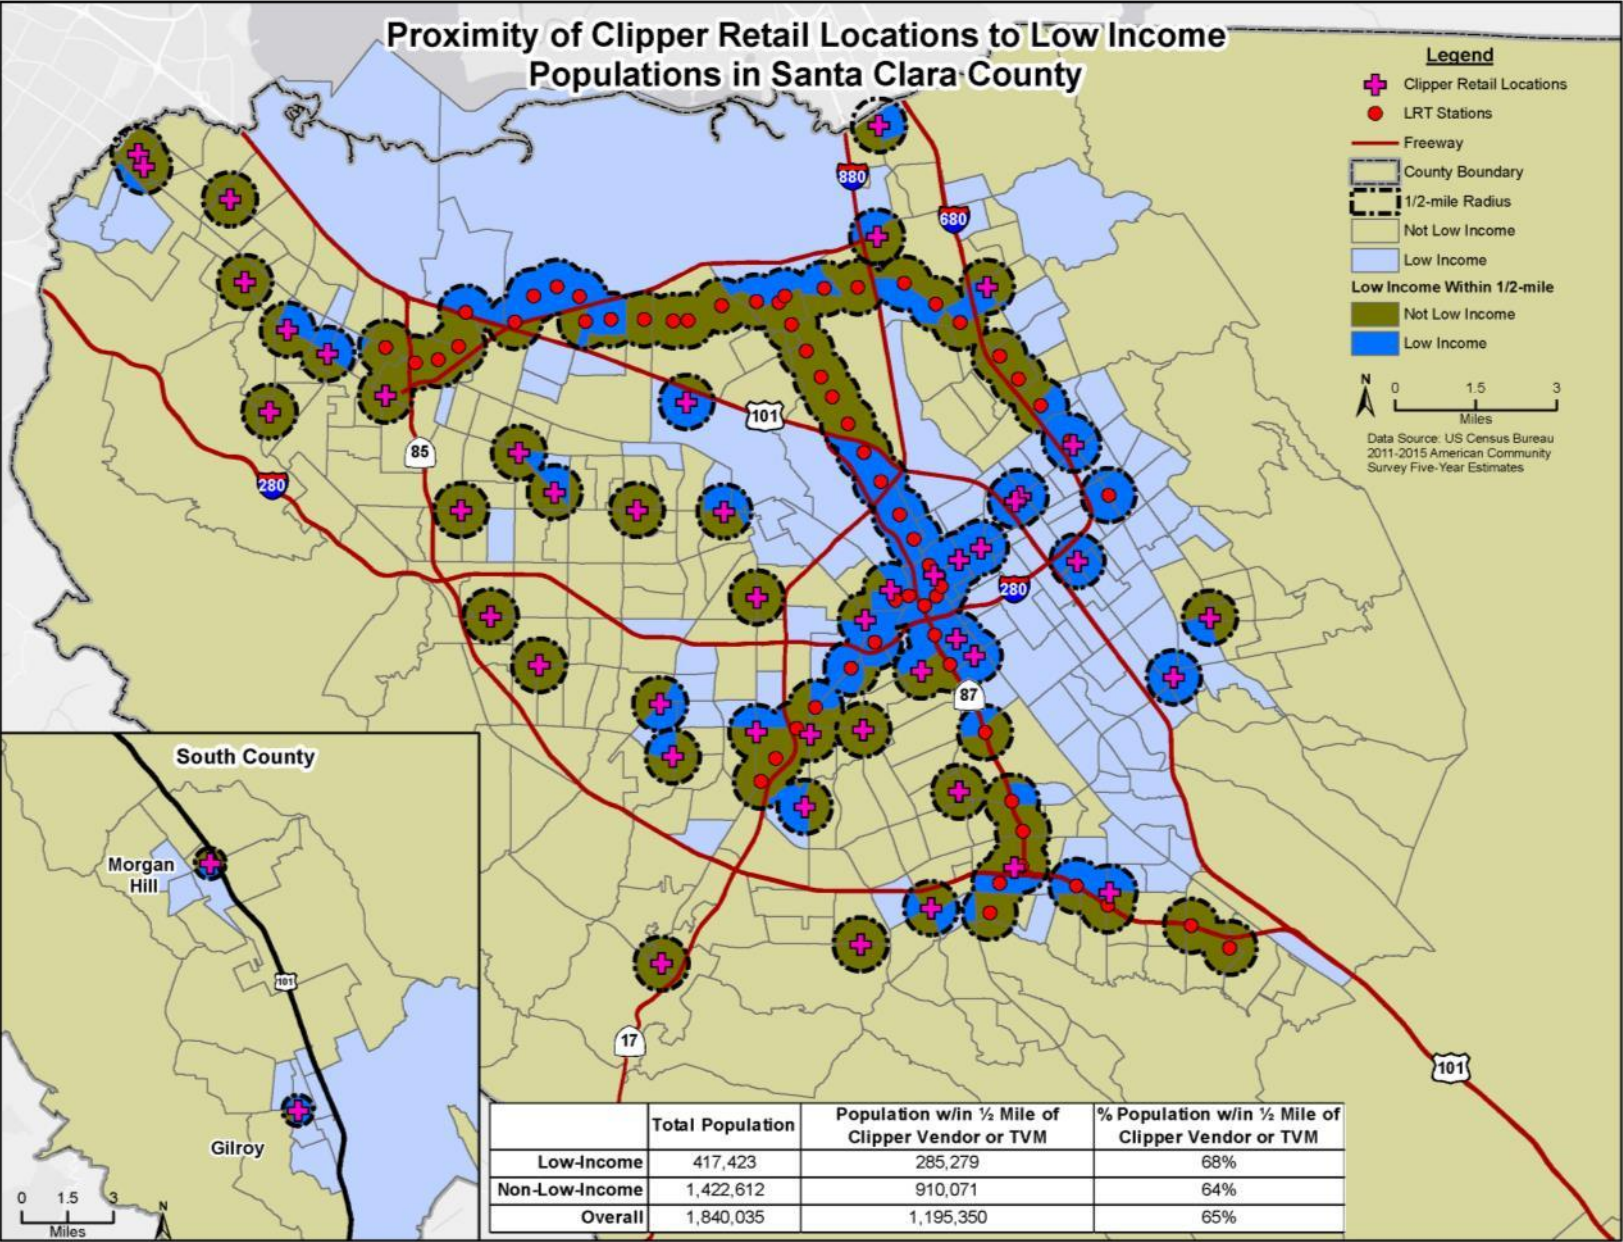 Proximity of Clipper Retail Locations to Low Income
Populations in Santa Clara County
Legend
Clipper Retail Locations
LRT Stations
Freeway
County Boundary
1/2-mile Radius
Not Low Income
Low Income
Low Income Within 1/2-mile
Not Low Income
Low Income
N
0 1.5 3
Miles
Data Source: US Census Bureau
2011-2015 American Community
Survey Five-Year Estimates
880
680
101
85
280
280
87
17
101
South County
Morgan
Hill
101
Gilroy
0 1.5 3
Miles
N
Total Population
Population w/in ½ Mile of
Clipper Vendor or TVM
% Population w/in ½ Mile of
Clipper Vendor or TVM
Low-Income 417,423 285,279 68%
Non-Low-Income 1,422,612 910,071 64%
Overall 1,840,035 1,195,350 65%